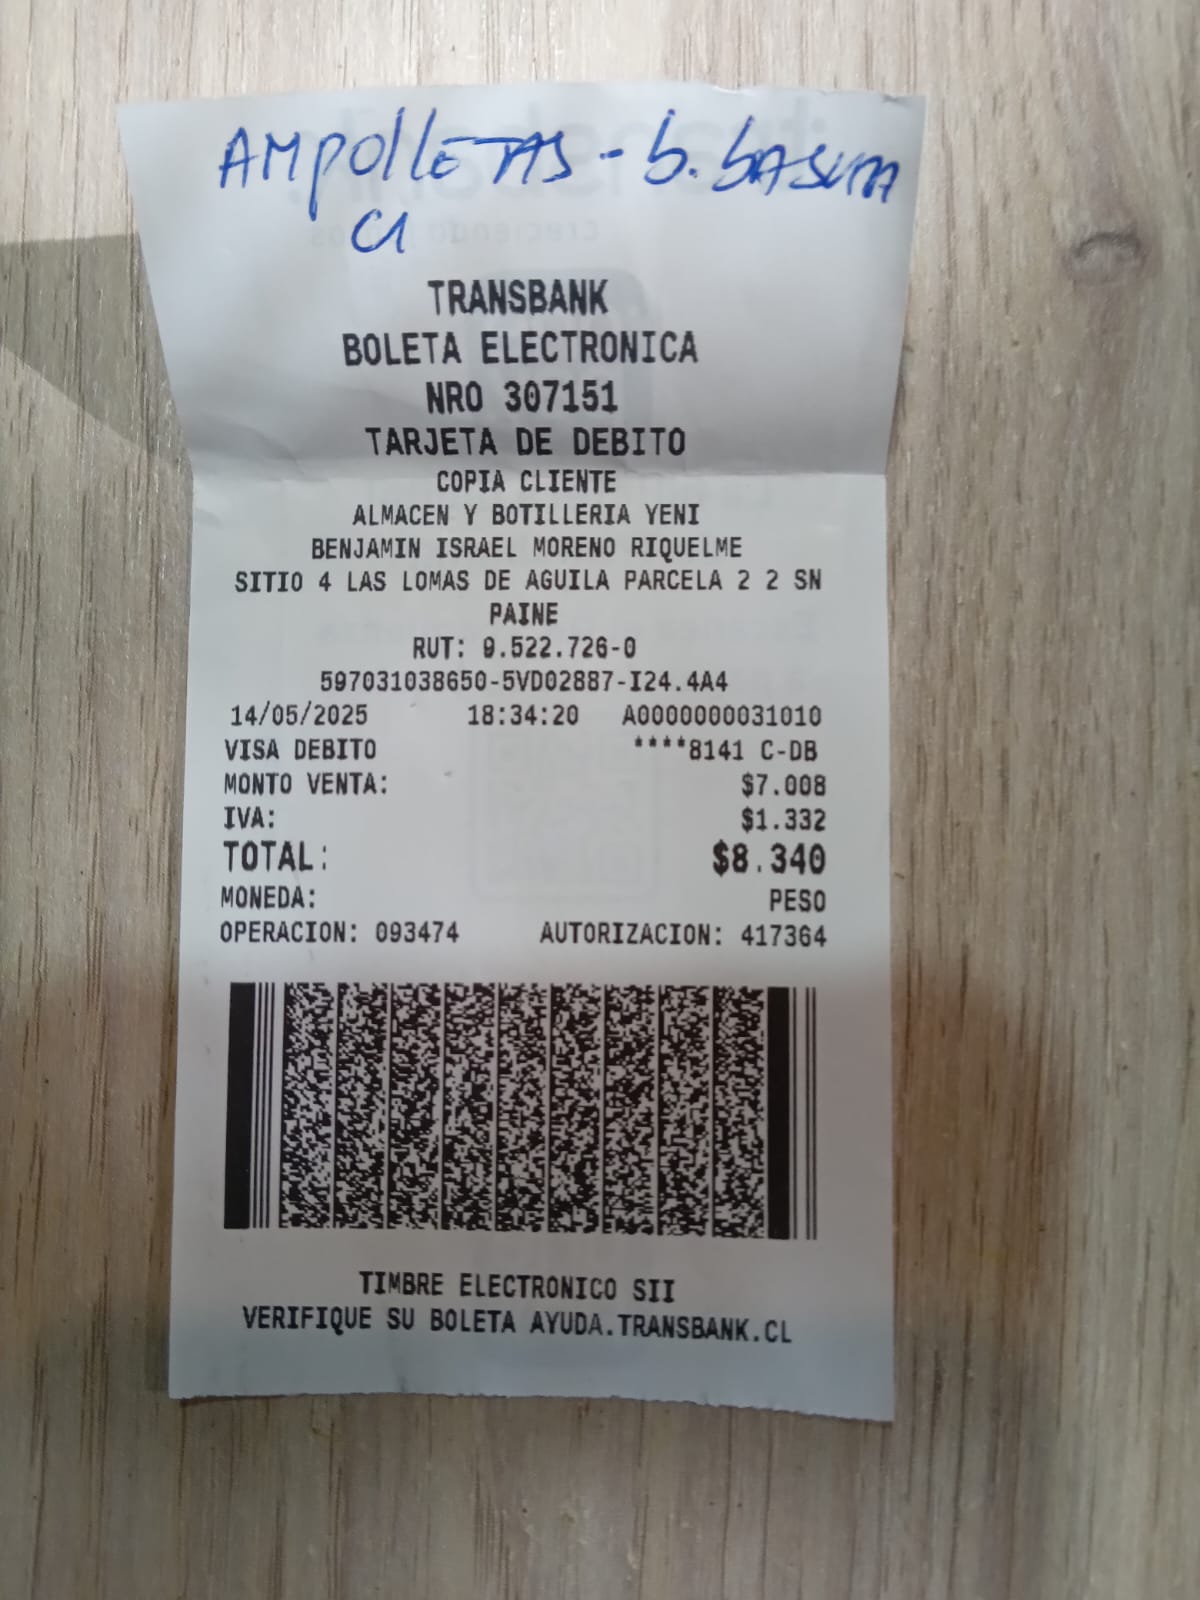 AMPOLLETAS - b. bASURA
C1
TRANSBANK
BOLETA ELECTRONICA
NRO 307151
TARJETA DE DEBITO
COPIA CLIENTE
ALMACEN Y BOTILLERIA YENI
BENJAMIN ISRAEL MORENO RIQUELME
SITIO 4 LAS LOMAS DE AGUILA PARCELA 2 2 SN
PAINE
RUT: 9.522.726-0
597031038650-5VD02887-I24.4A4
14/05/2025 18:34:20 A0000000031010
VISA DEBITO ****8141 C-DB
MONTO VENTA: $7.008
IVA: $1.332
TOTAL: $8.340
MONEDA: PESO
OPERACION: 093474 AUTORIZACION: 417364
TIMBRE ELECTRONICO SII
VERIFIQUE SU BOLETA AYUDA.TRANSBANK.CL